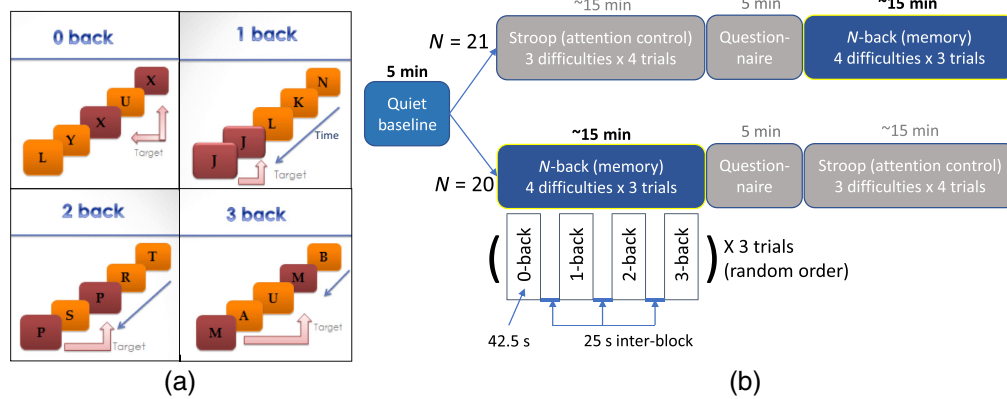 0 back
1 back
X
U
X
Y
L
Target
N
K
L
J
J
Time
Target
2 back
3 back
T
R
P
S
P
Target
B
M
U
A
M
Target
(a)
~15 min
5 min
~15 min
N = 21
Stroop (attention control)
3 difficulties x 4 trials
Question-
naire
N-back (memory)
4 difficulties x 3 trials
5 min
Quiet
baseline
~15 min
5 min
~15 min
N = 20
N-back (memory)
4 difficulties x 3 trials
Question-
naire
Stroop (attention control)
3 difficulties x 4 trials
(
0-back
1-back
2-back
3-back
)
X 3 trials
(random order)
42.5 s
25 s inter-block
(b)